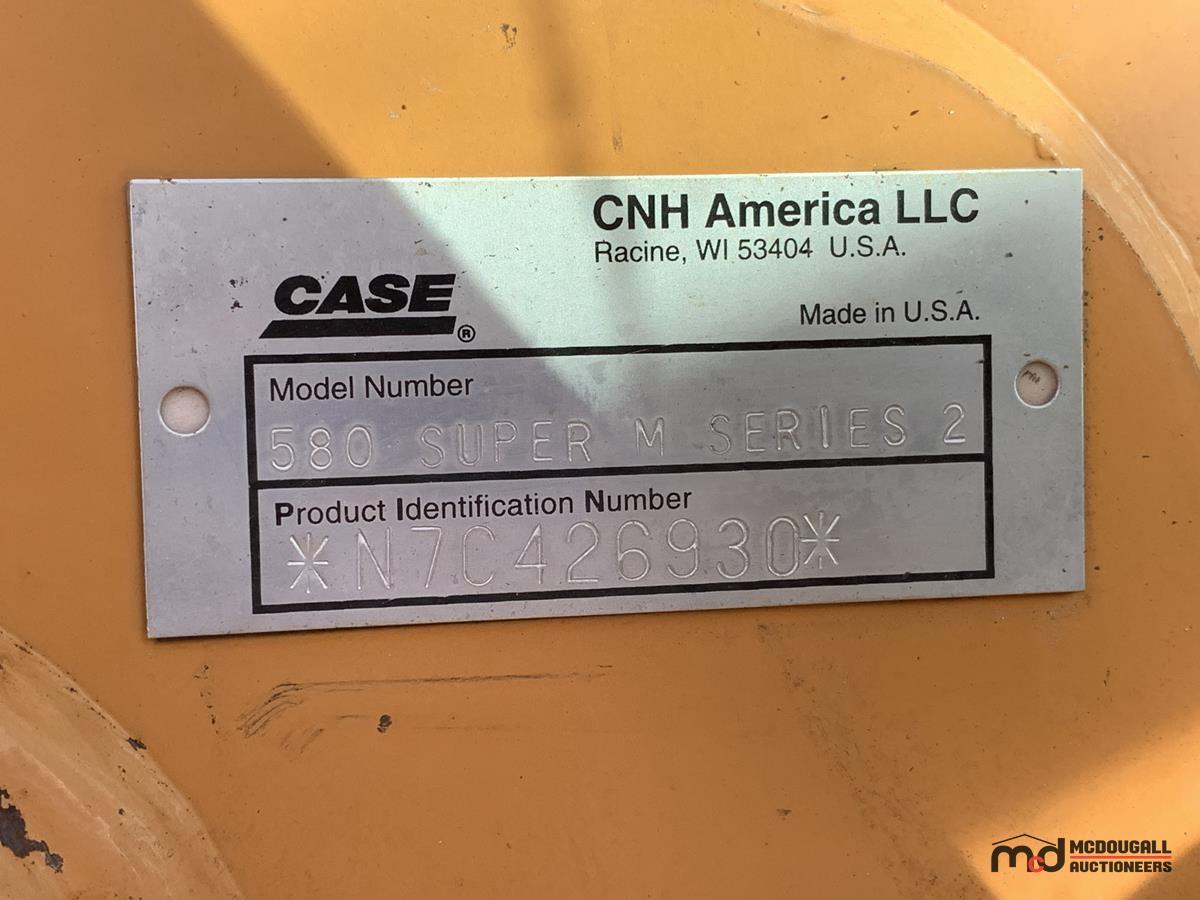 CNH America LLC
Racine, WI 53404 U.S.A.
CASE®
Made in U.S.A.
Model Number
580 SUPER M SERIES 2
Product Identification Number
*N7C426930*
mcd MCDOUGALL
AUCTIONEERS